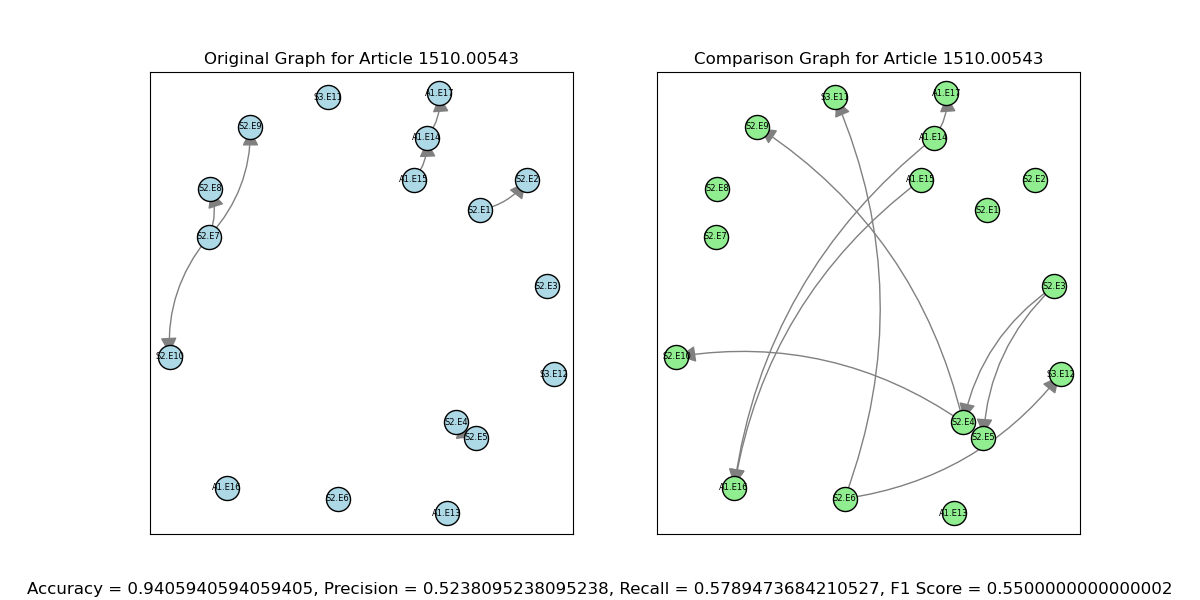 Original Graph for Article 1510.00543
S3.E11
A1.E17
S2.E9
A1.E14
S2.E8
A1.E15
S2.E2
S2.E1
S2.E7
S2.E3
S2.E10
S3.E12
S2.E4
S2.E5
A1.E16
S2.E6
A1.E13
Comparison Graph for Article 1510.00543
S3.E11
A1.E17
S2.E9
A1.E14
S2.E8
A1.E15
S2.E2
S2.E1
S2.E7
S2.E3
S2.E10
S3.E12
S2.E4
S2.E5
A1.E16
S2.E6
A1.E13
Accuracy = 0.9405940594059405, Precision = 0.5238095238095238, Recall = 0.5789473684210527, F1 Score = 0.5500000000000002